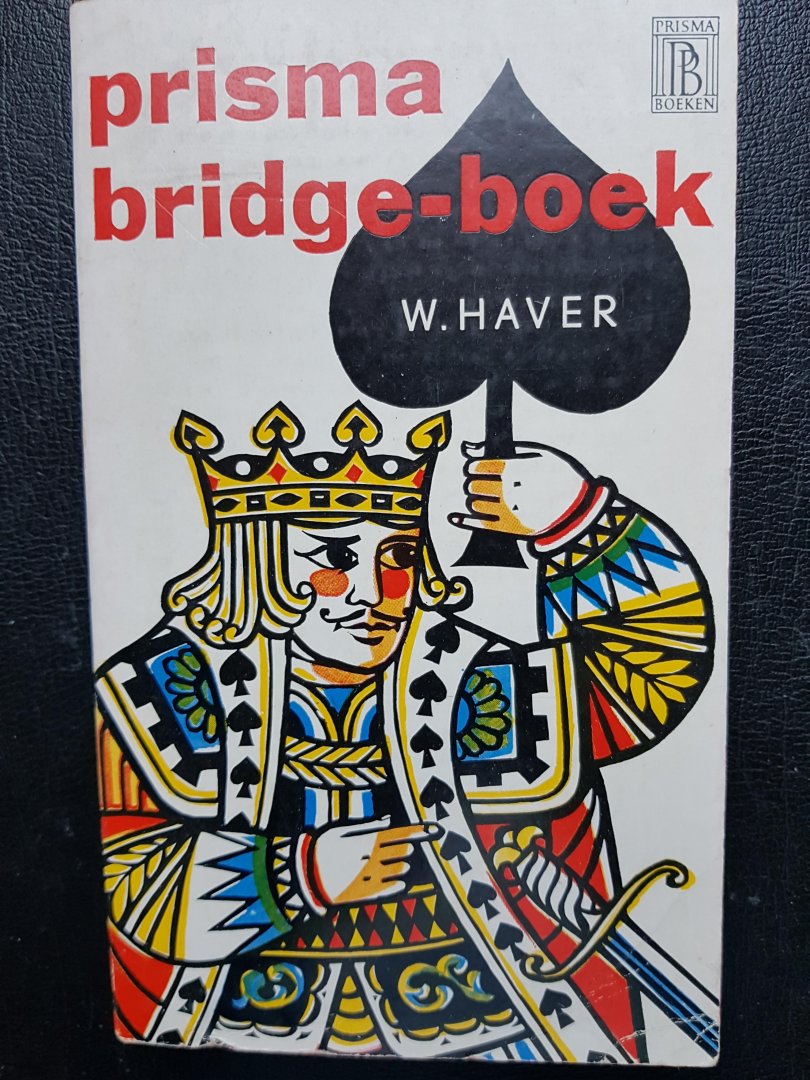 PRISMA
PB
BOEKEN
prisma
bridge-boek
W. HAVER